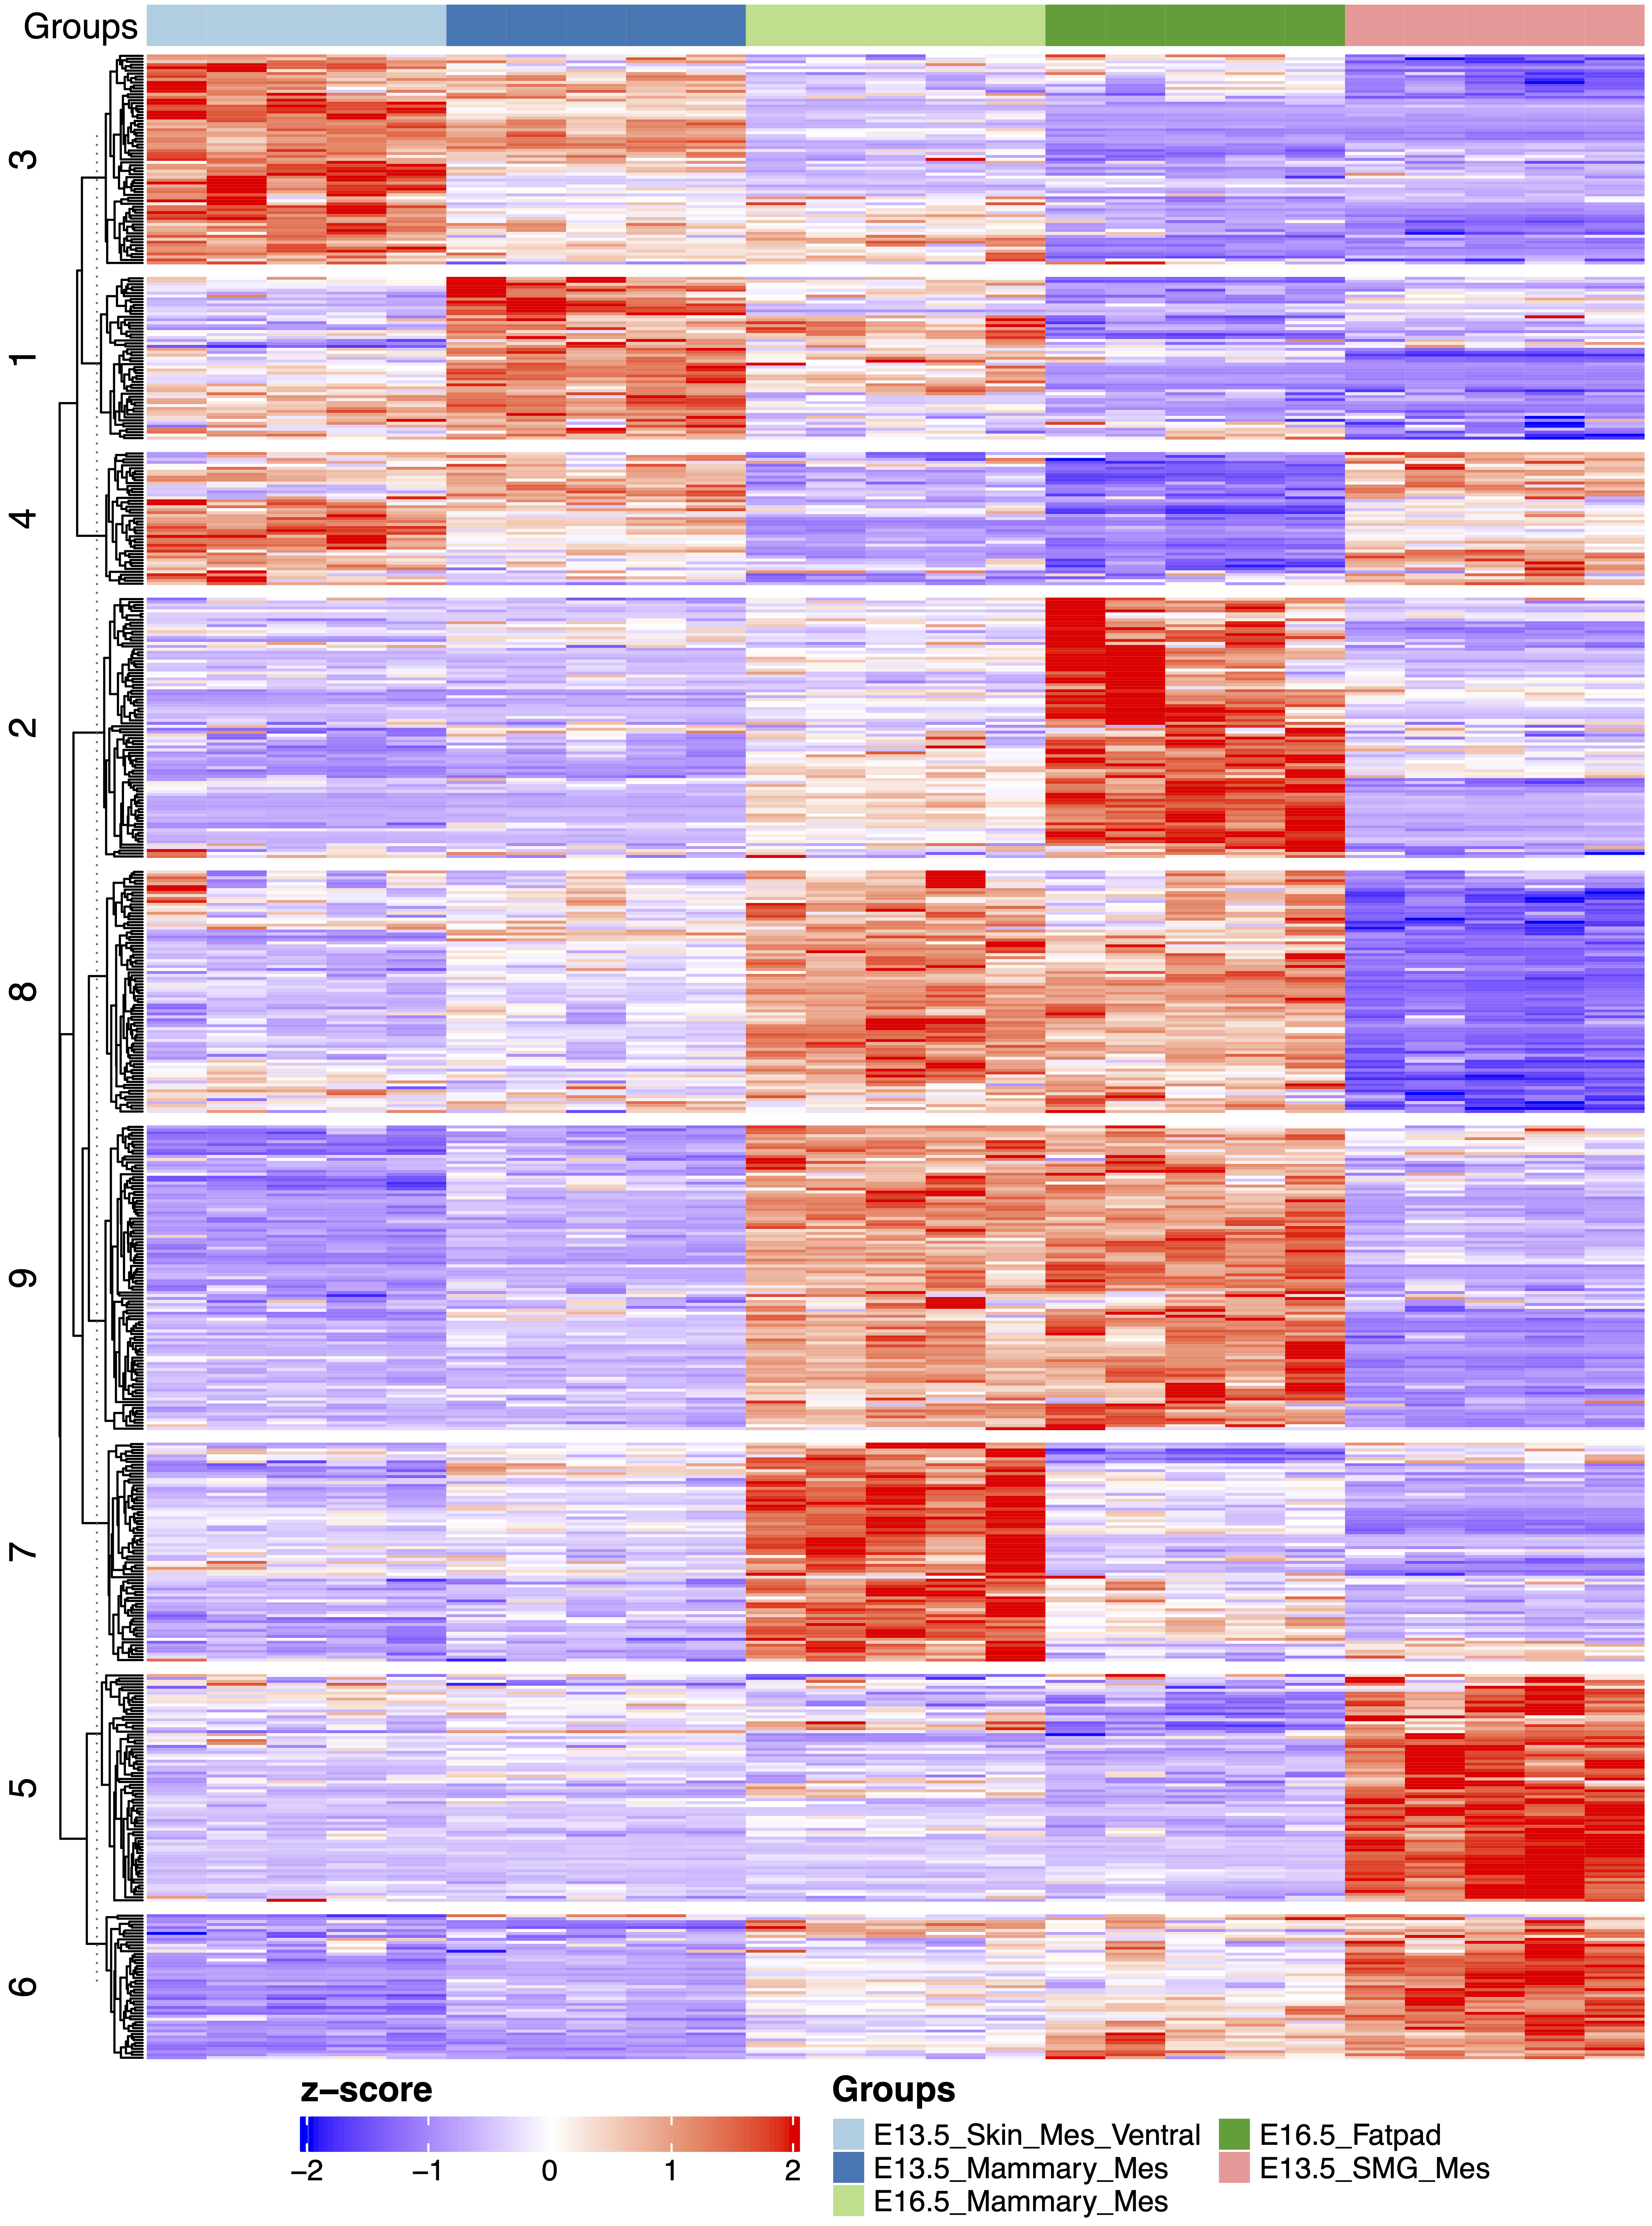 Groups
3
1
4
2
8
9
7
5
6
z−score
−2 −1 0 1 2
Groups
E13.5_Skin_Mes_Ventral E16.5_Fatpad
E13.5_Mammary_Mes E13.5_SMG_Mes
E16.5_Mammary_Mes